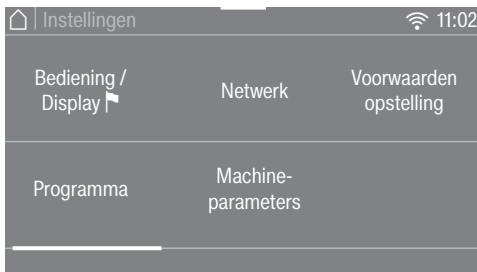 Instellingen 11:02
Bediening /
Display
Netwerk
Voorwaarden
opstelling
Programma
Machine-
parameters